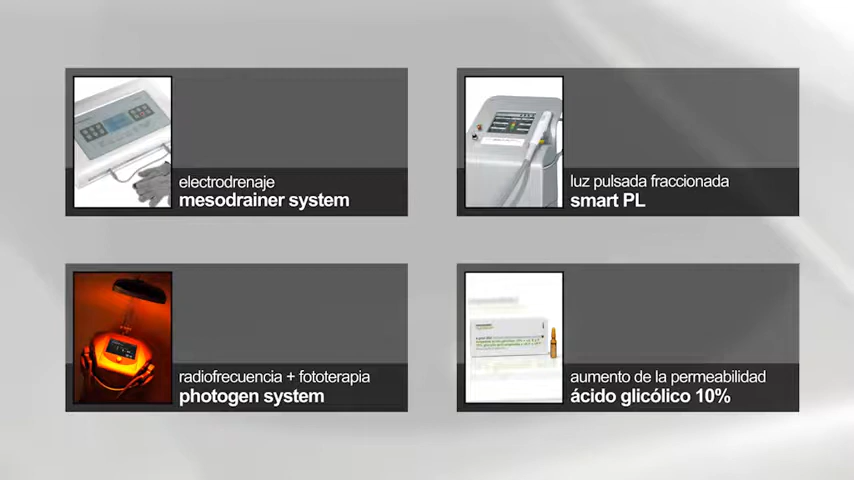 electrodrenaje
mesodrainer system
luz pulsada fraccionada
smart PL
radiofrecuencia + fototerapia
photogen system
aumento de la permeabilidad
ácido glicólico 10%